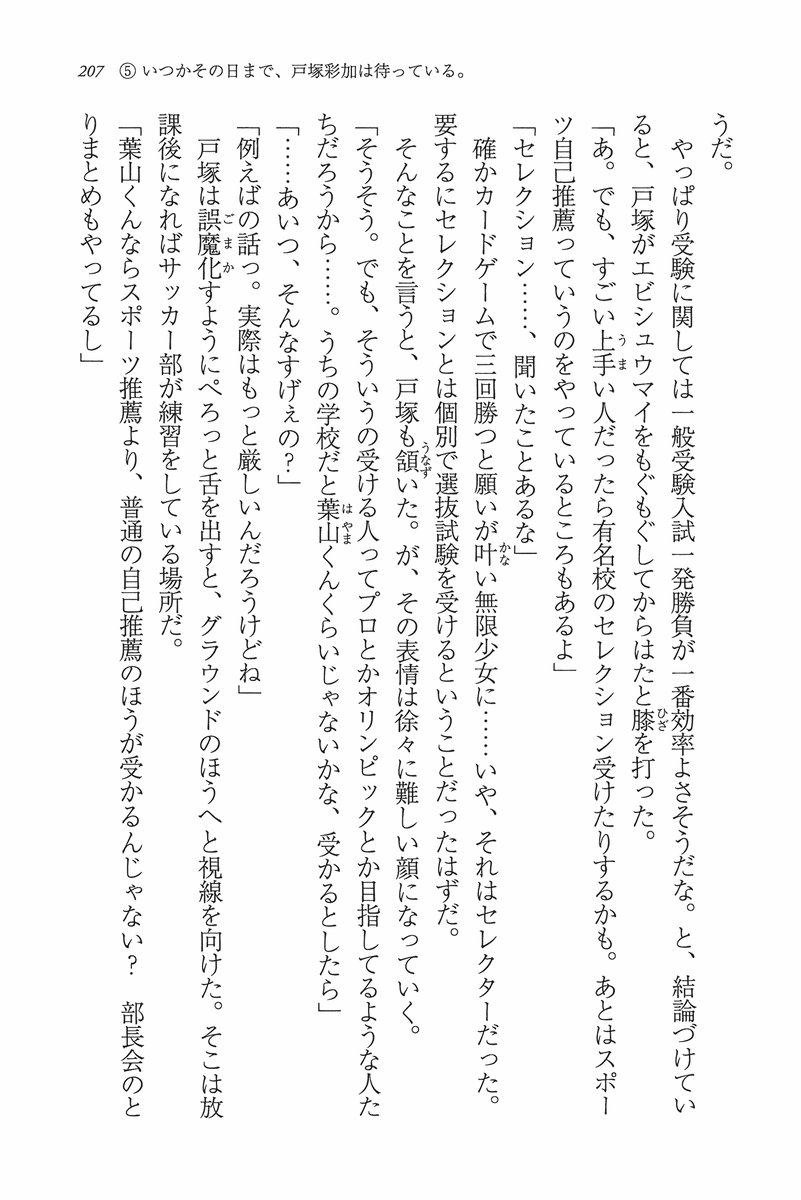 207 ⑤ いつかその日まで、戸塚彩加は待っている。
うだ。
　やっぱり受験に関しては一般受験入試一発勝負が一番効率よさそうだな。と、結論づけてい
ると、戸塚がエビシュウマイをもぐもぐしてからはたと膝を打った。
「あ。でも、すごい上手い人だったら有名校のセレクション受けたりするかも。あとはスポー
ツ自己推薦っていうのをやっているところもあるよ」
「セレクション……、聞いたことあるな」
　確かカードゲームで三回勝つと願いが叶い無限少女に……いや、それはセレクターだった。
要するにセレクションとは個別で選抜試験を受けるということだったはずだ。
　そんなことを言うと、戸塚も頷いた。が、その表情は徐々に難しい顔になっていく。
「そうそう。でも、そういうの受ける人ってプロとかオリンピックとか目指してるような人た
ちだろうから……。うちの学校だと葉山くんくらいじゃないかな、受かるとしたら」
「……あいつ、そんなすげぇの？」
「例えばの話っ。実際はもっと厳しいんだろうけどね」
　戸塚は誤魔化すようにぺろっと舌を出すと、グラウンドのほうへと視線を向けた。そこは放
課後になればサッカー部が練習をしている場所だ。
「葉山くんならスポーツ推薦より、普通の自己推薦のほうが受かるんじゃない？　部長会のと
りまとめもやってるし」